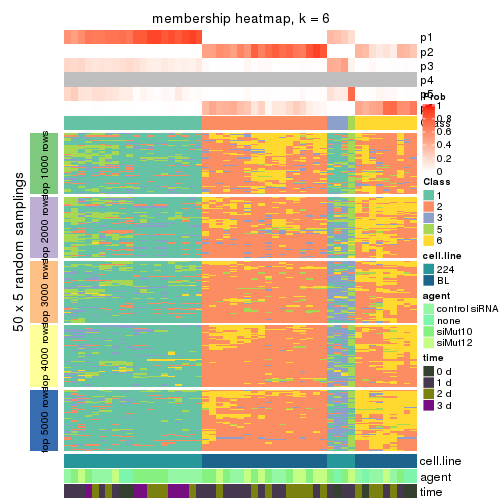 membership heatmap, k = 6
p1
p2
p3
p4
p5
Prob
1
0.8
0.6
0.4
0.2
0
Class
1
2
3
5
6
cell.line
224
BL
agent
control siRNA
none
siMut10
siMut12
time
0 d
1 d
2 d
3 d
50 x 5 random samplings
top 1000 rows
top 2000 rows
top 3000 rows
top 4000 rows
top 5000 rows
cell.line
agent
time